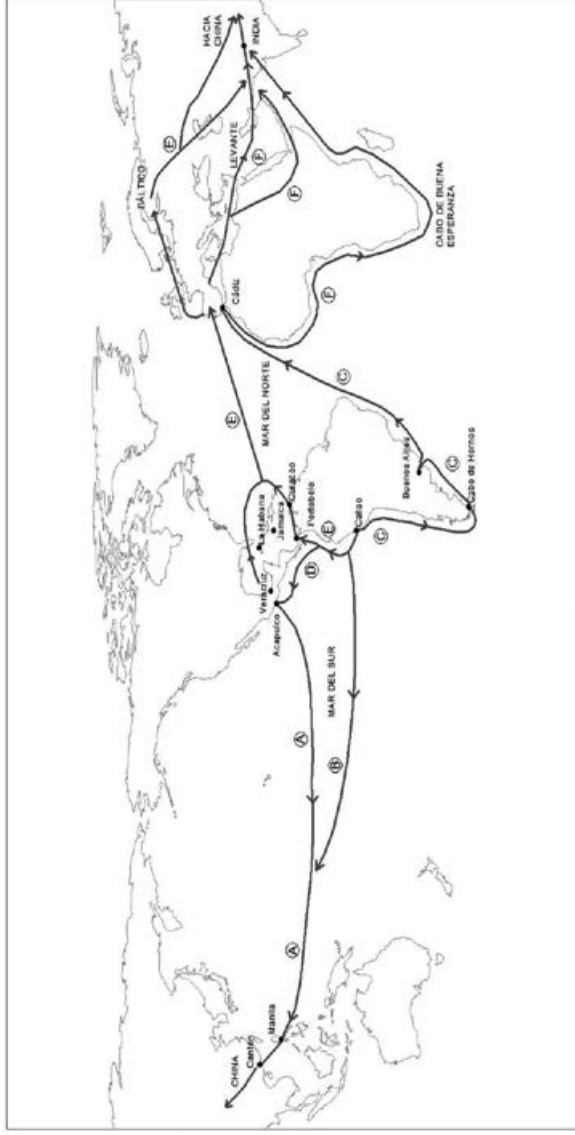 CHINA
Cantón
Manila
A
A
B
MAR DEL SUR
Acapulco
Veracruz
La Habana
Jamaica
Curazao
Portobelo
D
E
Callao
C
Buenos Aires
C
Cabo de Hornos
C
E
MAR DEL NORTE
Cádiz
BÁLTICO
LEVANTE
F
F
F
CABO DE BUENA
ESPERANZA
HACIA
CHINA
INDIA